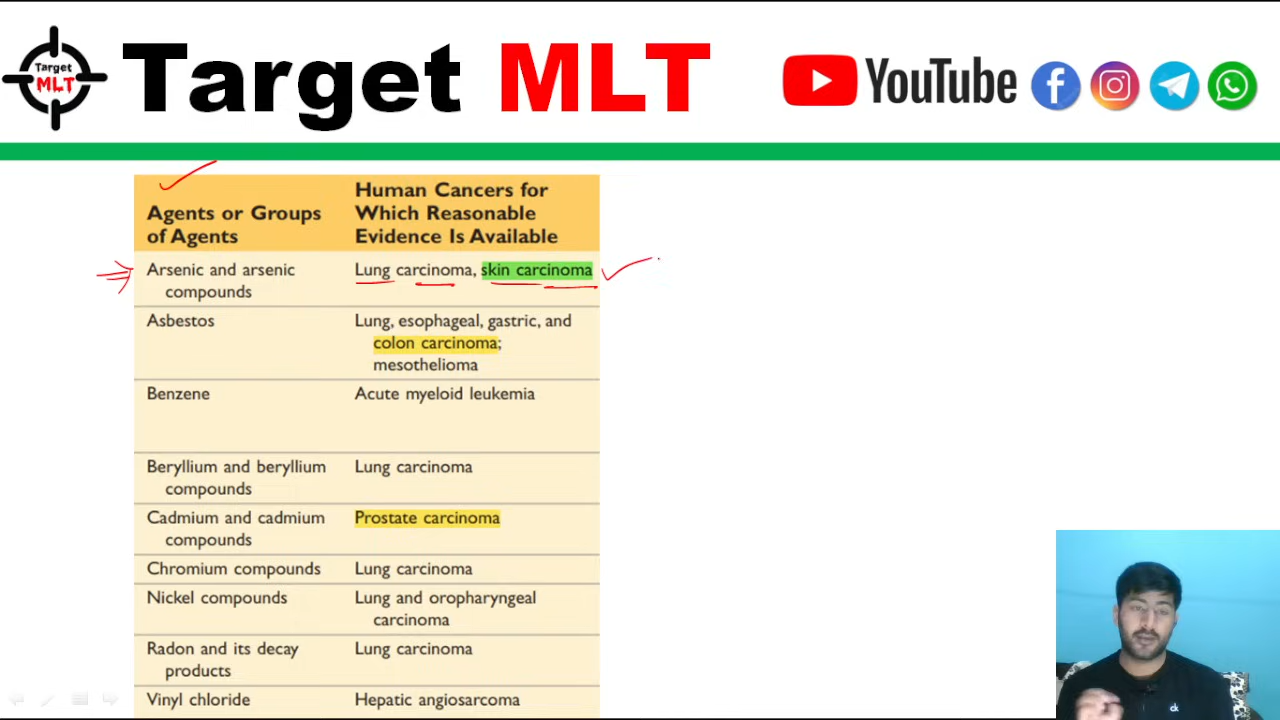 Target
MLT
Target MLT
YouTube
Agents or Groups
of Agents
Human Cancers for
Which Reasonable
Evidence Is Available
Arsenic and arsenic
compounds
Lung carcinoma, skin carcinoma
Asbestos
Lung, esophageal, gastric, and
colon carcinoma;
mesothelioma
Benzene
Acute myeloid leukemia
Beryllium and beryllium
compounds
Lung carcinoma
Cadmium and cadmium
compounds
Prostate carcinoma
Chromium compounds
Lung carcinoma
Nickel compounds
Lung and oropharyngeal
carcinoma
Radon and its decay
products
Lung carcinoma
Vinyl chloride
Hepatic angiosarcoma